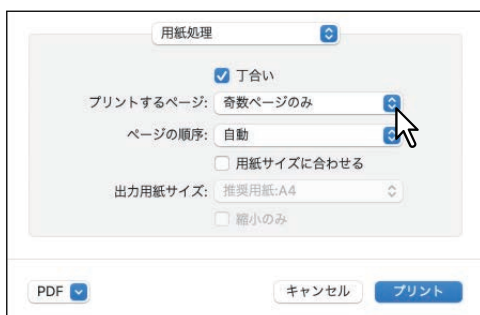 用紙処理
丁合い
プリントするページ: 奇数ページのみ
ページの順序: 自動
用紙サイズに合わせる
出力用紙サイズ: 推奨用紙:A4
縮小のみ
PDF キャンセル プリント